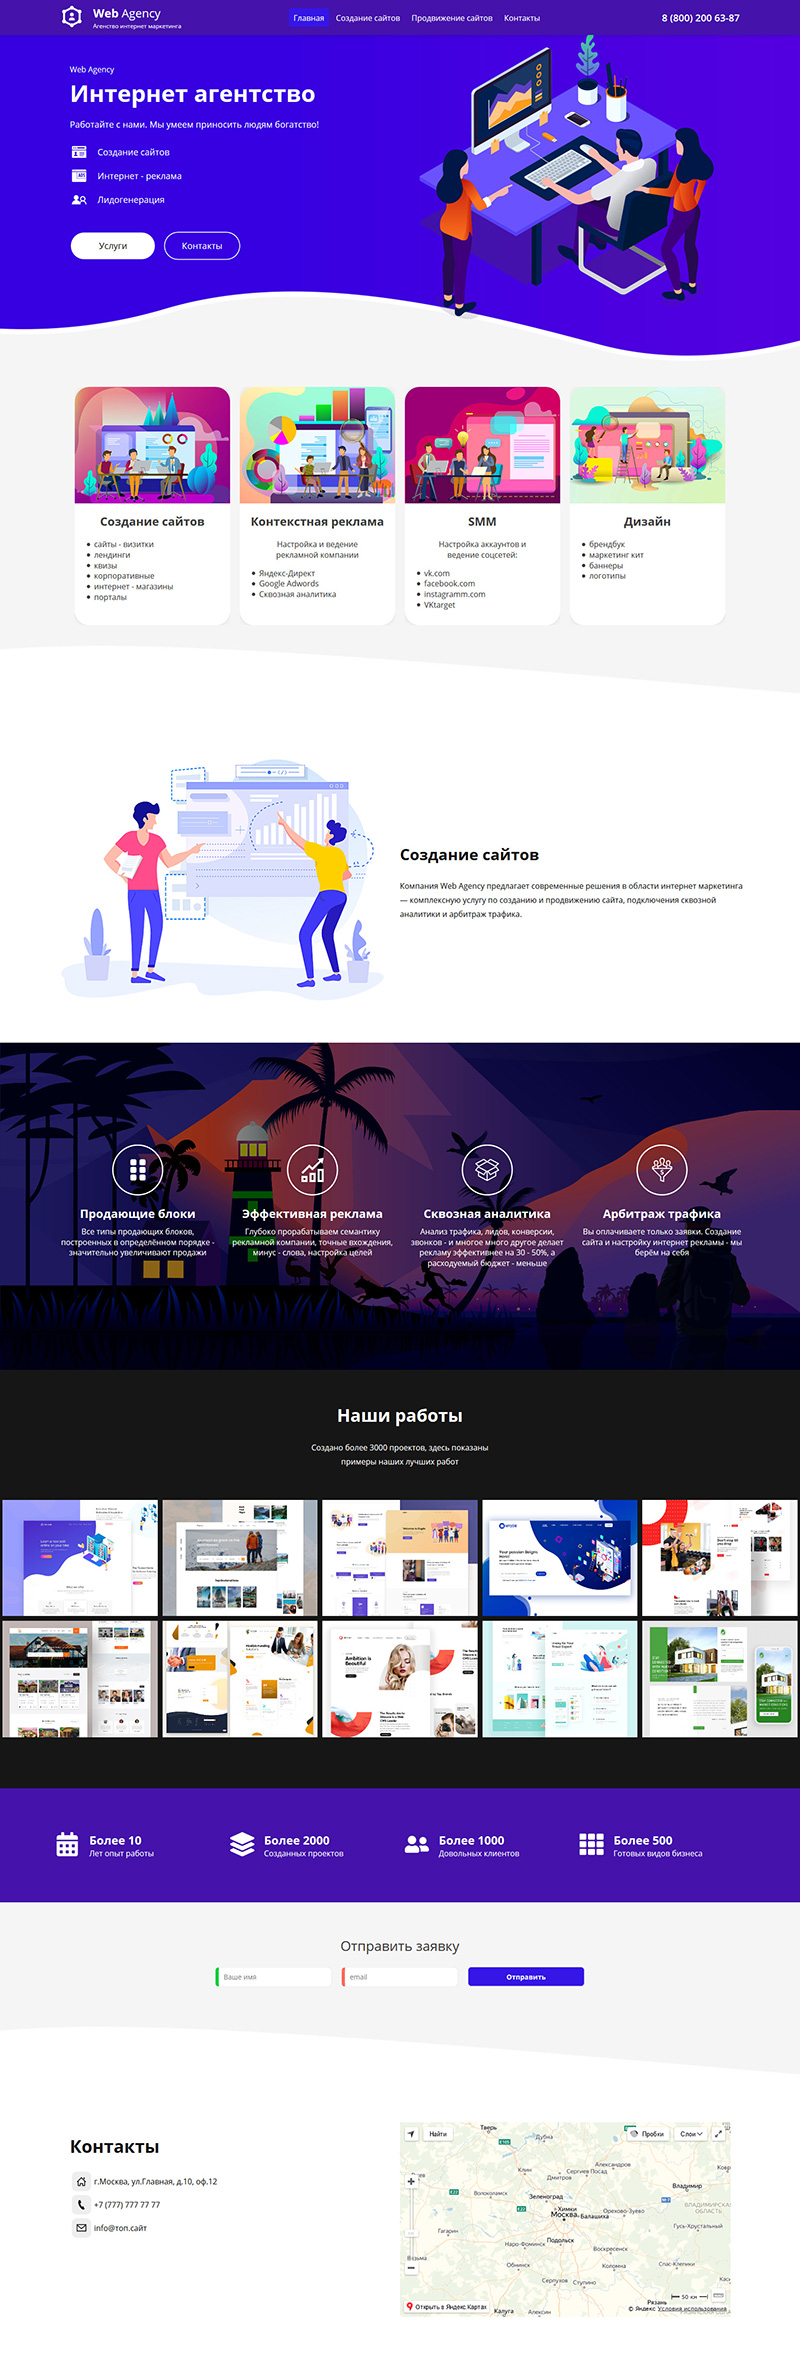 Web Agency
Агенство интернет маркетинга
Главная
Создание сайтов
Продвижение сайтов
Контакты
8 (800) 200 63-87
Web Agency
Интернет агентство
Работайте с нами. Мы умеем приносить людям богатство!
Создание сайтов
Интернет - реклама
Лидогенерация
Услуги
Контакты
Создание сайтов
сайты - визитки
лендинги
квизы
корпоративные
интернет - магазины
порталы
Контекстная реклама
Настройка и ведение
рекламной компании
Яндекс-Директ
Google Adwords
Сквозная аналитика
SMM
Настройка аккаунтов и
ведение соцсетей:
vk.com
facebook.com
instagramm.com
VKtarget
Дизайн
брендбук
маркетинг кит
баннеры
логотипы
Создание сайтов
Компания Web Agency предлагает современные решения в области интернет маркетинга
— комплексную услугу по созданию и продвижению сайта, подключения сквозной
аналитики и арбитраж трафика.
Продающие блоки
Все типы продающих блоков,
построенных в определённом порядке -
значительно увеличивают продажи
Эффективная реклама
Глубоко прорабатываем семантику
рекламной компании, точные вхождения,
минус - слова, настройка целей
Сквозная аналитика
Анализ трафика, лидов, конверсии,
звонков - и многое много другое делает
рекламу эффективнее на 30 - 50%, а
расходуемый бюджет - меньше
Арбитраж трафика
Вы оплачиваете только заявки. Создание
сайта и настройку интернет рекламы - мы
берём на себя
Наши работы
Создано более 3000 проектов, здесь показаны
примеры наших лучших работ
Ambition is
Beautiful
Более 10
Лет опыт работы
Более 2000
Созданных проектов
Более 1000
Довольных клиентов
Более 500
Готовых видов бизнеса
Отправить заявку
Ваше имя
email
Отправить
Контакты
г.Москва, ул.Главная, д.10, оф.12
+7 (777) 777 77 77
info@топ.сайт
Найти
Пробки
Слои
Тверь
Дубна
Александров
Клин
Сергиев Посад
Дмитров
Владимир
Волоколамск
Зеленоград
ВЛАДИМИРСКАЯ
ОБЛАСТЬ
Химки
Москва
Балашиха
Орехово-Зуево
Гагарин
Гусь-Хрустальный
Наро-Фоминск
Подольск
Воскресенск
Обнинск
Коломна
Спас-Клепики
Серпухов
Ступино
50 км
Рязань
Открыть в Яндекс Картах
Калуга
Алексин
© Яндекс Условия использования